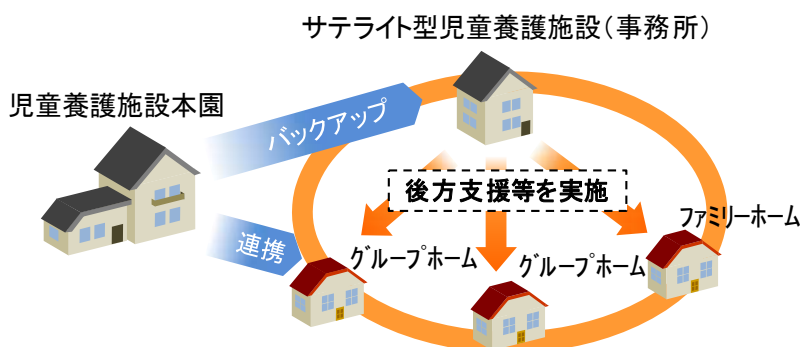 サテライト型児童養護施設（事務所）
児童養護施設本園
バックアップ
後方支援等を実施
ファミリーホーム
連携
グループホーム
グループホーム